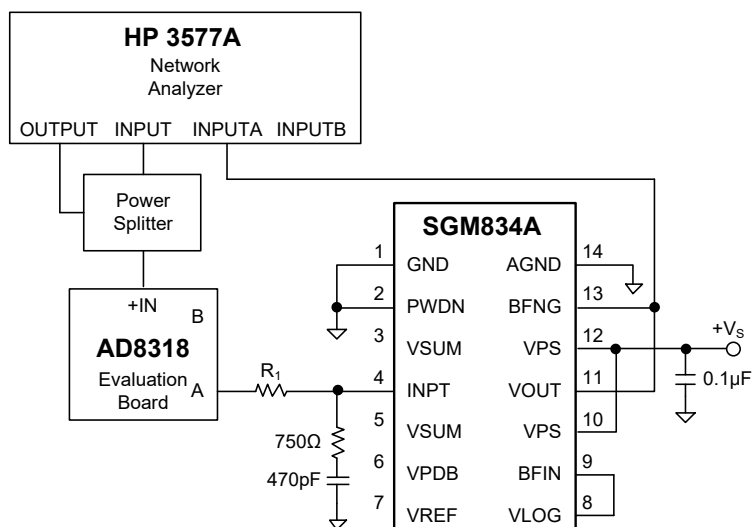 HP 3577A
Network
Analyzer
OUTPUT INPUT INPUTA INPUTB
Power
Splitter
+IN
B
AD8318
Evaluation
Board
A
R1
750Ω
470pF
SGM834A
1 GND AGND 14
2 PWDN BFNG 13
3 VSUM VPS 12
4 INPT VOUT 11
5 VSUM VPS 10
6 VPDB BFIN 9
7 VREF VLOG 8
+VS
0.1μF